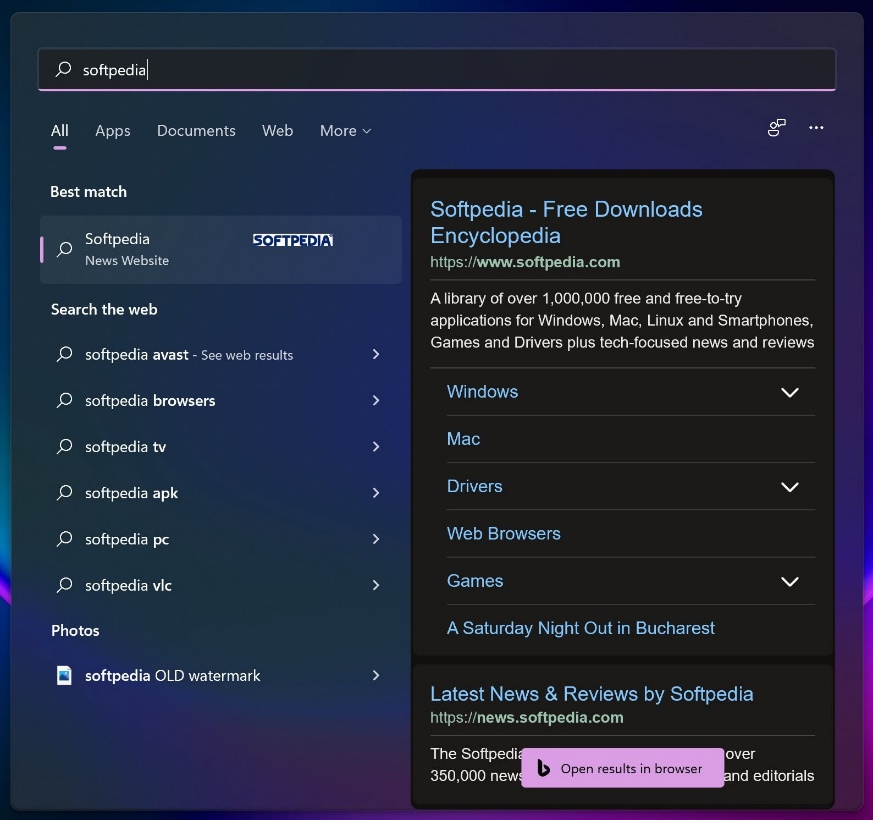 softpedia
All Apps Documents Web More
Best match
Softpedia
News Website
SOFTPEDIA
Search the web
softpedia avast - See web results
softpedia browsers
softpedia tv
softpedia apk
softpedia pc
softpedia vlc
Photos
softpedia OLD watermark
Softpedia - Free Downloads
Encyclopedia
https://www.softpedia.com
A library of over 1,000,000 free and free-to-try
applications for Windows, Mac, Linux and Smartphones,
Games and Drivers plus tech-focused news and reviews
Windows
Mac
Drivers
Web Browsers
Games
A Saturday Night Out in Bucharest
Latest News & Reviews by Softpedia
https://news.softpedia.com
The Softpedia over
350,000 news and editorials
Open results in browser